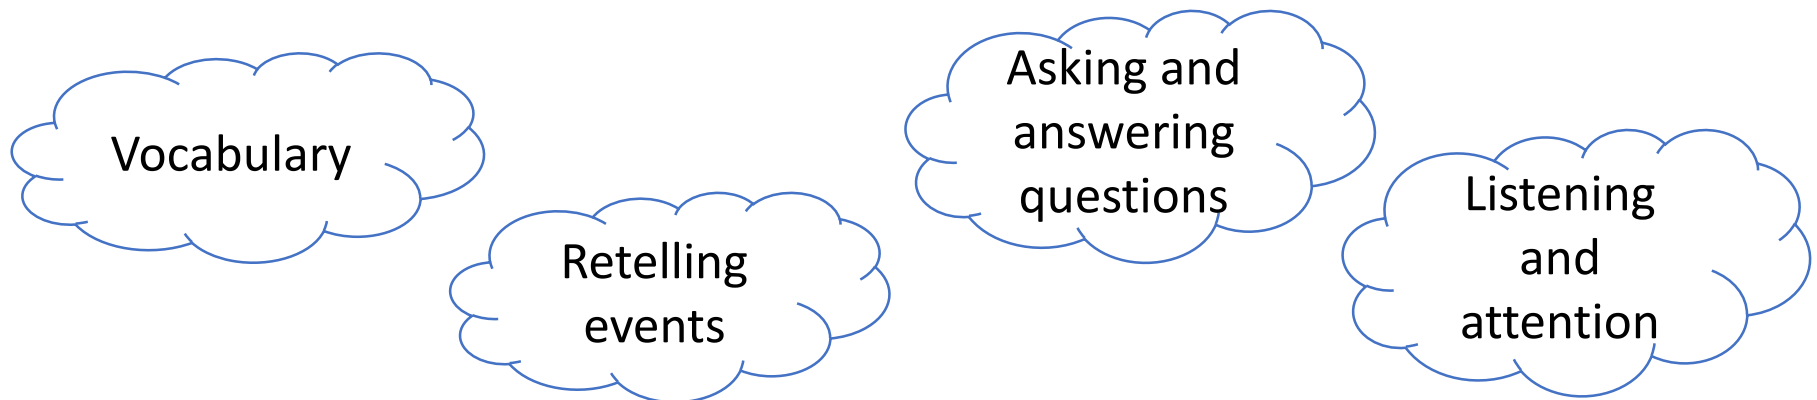 Vocabulary
Retelling
events
Asking and
answering
questions
Listening
and
attention